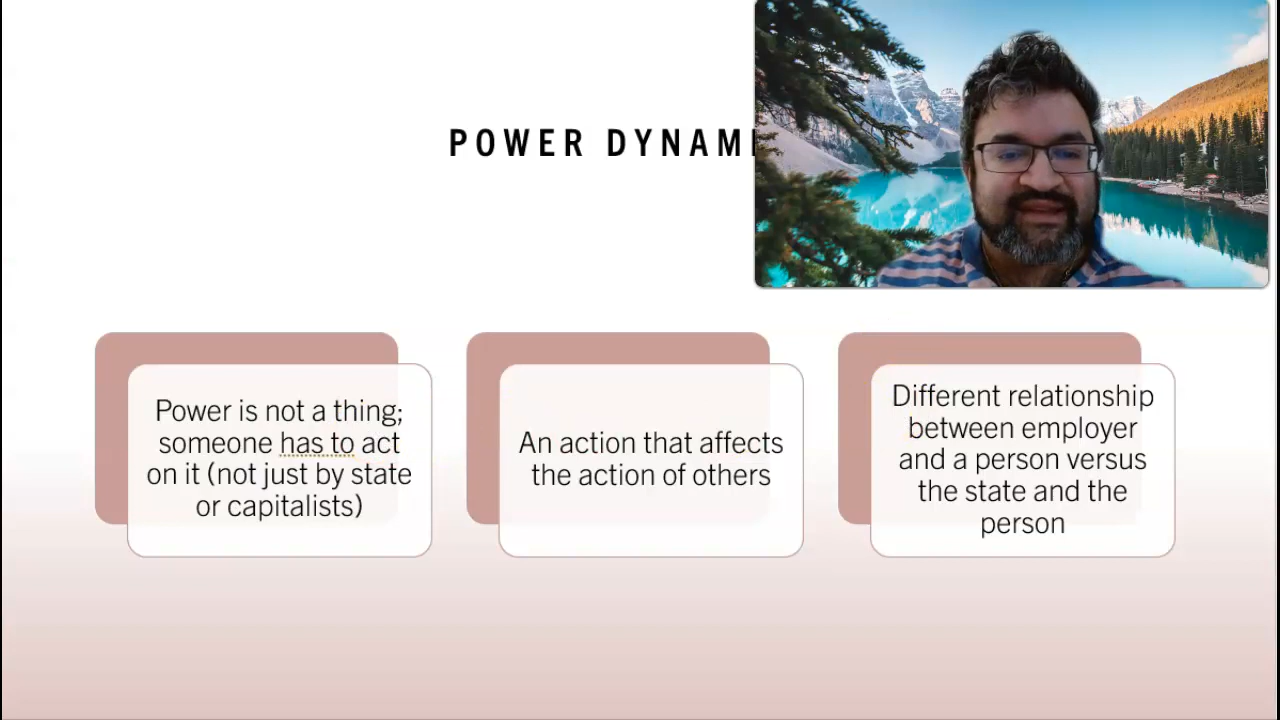 POWER DYNAMI
Power is not a thing;
someone has to act
on it (not just by state
or capitalists)
An action that affects
the action of others
Different relationship
between employer
and a person versus
the state and the
person